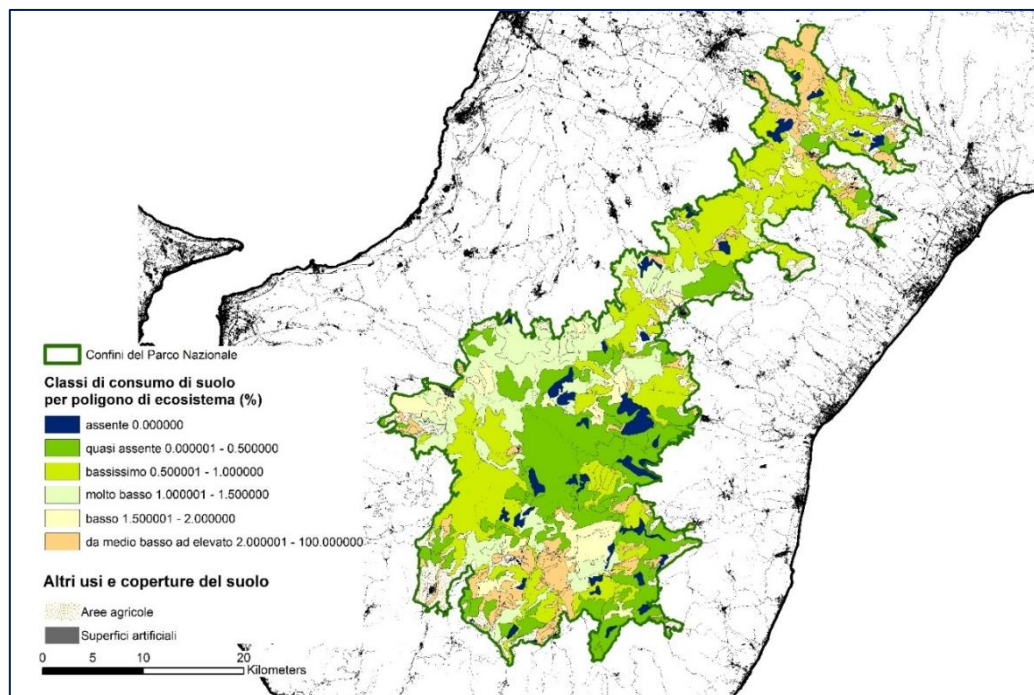 Confini del Parco Nazionale
Classi di consumo di suolo
per poligono di ecosistema (%)
assente 0.000000
quasi assente 0.000001 - 0.500000
bassissimo 0.500001 - 1.000000
molto basso 1.000001 - 1.500000
basso 1.500001 - 2.000000
da medio basso ad elevato 2.000001 - 100.000000
Altri usi e coperture del suolo
Aree agricole
Superfici artificiali
0 5 10 20
Kilometers